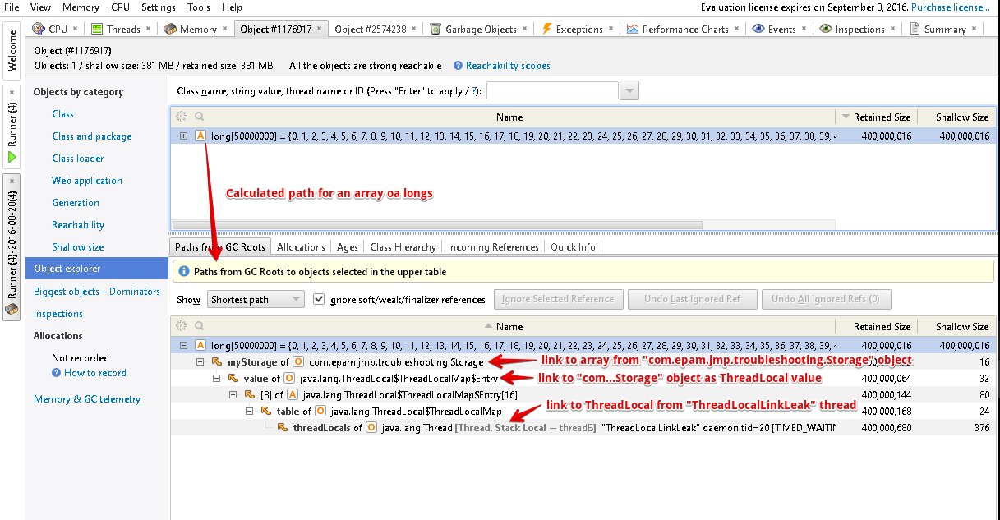 File View Memory CPU Settings Tools Help Evaluation license expires on September 8, 2016. Purchase license...
CPU × Threads × Memory × Object #1176917 × Object #2574238 × Garbage Objects × Exceptions × Performance Charts × Events × Inspections × Summary ×
Welcome
× Runner (4)
× Runner (4)-2016-08-28(4)
Object {#1176917}
Objects: 1 / shallow size: 381 MB / retained size: 381 MB All the objects are strong reachable ? Reachability scopes
Objects by category
Class
Class and package
Class loader
Web application
Generation
Reachability
Shallow size
Object explorer
Biggest objects – Dominators
Inspections
Allocations
Not recorded
? How to record
Memory & GC telemetry
Class name, string value, thread name or ID (Press "Enter" to apply / ?):
Name Retained Size Shallow Size
A long[50000000] = {0, 1, 2, 3, 4, 5, 6, 7, 8, 9, 10, 11, 12, 13, 14, 15, 16, 17, 18, 19, 20, 21, 22, 23, 24, 25, 26, 27, 28, 29, 30, 31, 32, 33, 34, 35, 36, 37, 38, 39, 4 400,000,016 400,000,016
Calculated path for an array oa longs
Paths from GC Roots Allocations Ages Class Hierarchy Incoming References Quick Info
Paths from GC Roots to objects selected in the upper table
Show Shortest path Ignore soft/weak/finalizer references Ignore Selected Reference Undo Last Ignored Ref Undo All Ignored Refs (0)
Name Retained Size Shallow Size
A long[50000000] = {0, 1, 2, 3, 4, 5, 6, 7, 8, 9, 10, 11, 12, 13, 14, 15, 16, 17, 18, 19, 20, 21, 22, 23, 24, 25, 26, 27, 28, 29, 30, 31, 32, 33, 34, 35, 36, 37, 38, 39, 4 400,000,016 400,000,016
myStorage of O com.epam.jmp.troubleshooting.Storage link to array from "com.epam.jmp.troubleshooting.Storage"object 16
value of O java.lang.ThreadLocal$ThreadLocalMap$Entry link to "com...Storage" object as ThreadLocal value 400,000,064 32
[8] of A java.lang.ThreadLocal$ThreadLocalMap$Entry[16] 400,000,144 80
table of O java.lang.ThreadLocal$ThreadLocalMap link to ThreadLocal from "ThreadLocalLinkLeak" thread 400,000,168 24
threadLocals of O java.lang.Thread [Thread, Stack Local ← threadB] "ThreadLocalLinkLeak" daemon tid=20 [TIMED_WAITIN 400,000,680 376